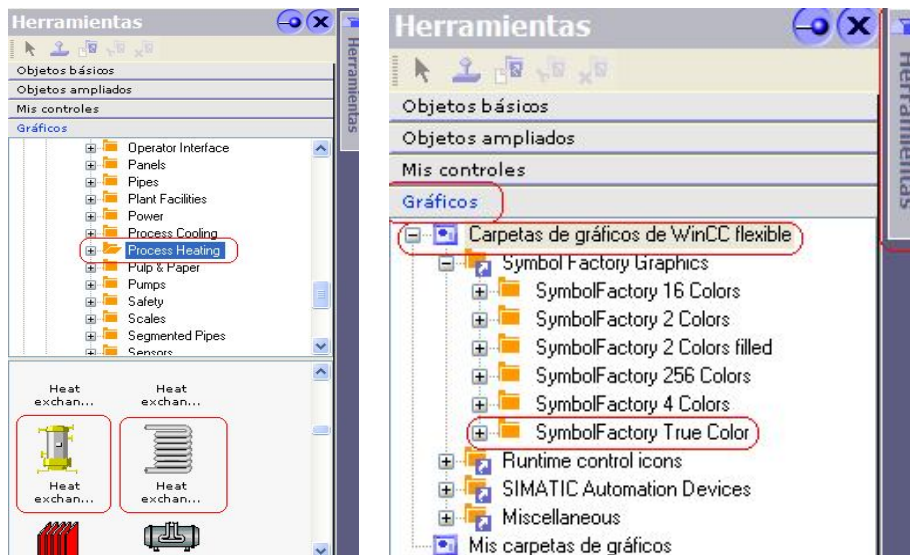 Herramientas
Objetos básicos
Objetos ampliados
Mis controles
Gráficos
Operator Interface
Panels
Pipes
Plant Facilities
Power
Process Cooling
Process Heating
Pulp & Paper
Pumps
Safety
Scales
Segmented Pipes
Sensors
Heat exchan...
Heat exchan...
Heat exchan...
Heat exchan...
Herramientas
Herramientas
Objetos básicos
Objetos ampliados
Mis controles
Gráficos
Carpetas de gráficos de WinCC flexible
Symbol Factory Graphics
SymbolFactory 16 Colors
SymbolFactory 2 Colors
SymbolFactory 2 Colors filled
SymbolFactory 256 Colors
SymbolFactory 4 Colors
SymbolFactory True Color
Runtime control icons
SIMATIC Automation Devices
Miscellaneous
Mis carpetas de gráficos
Herramientas